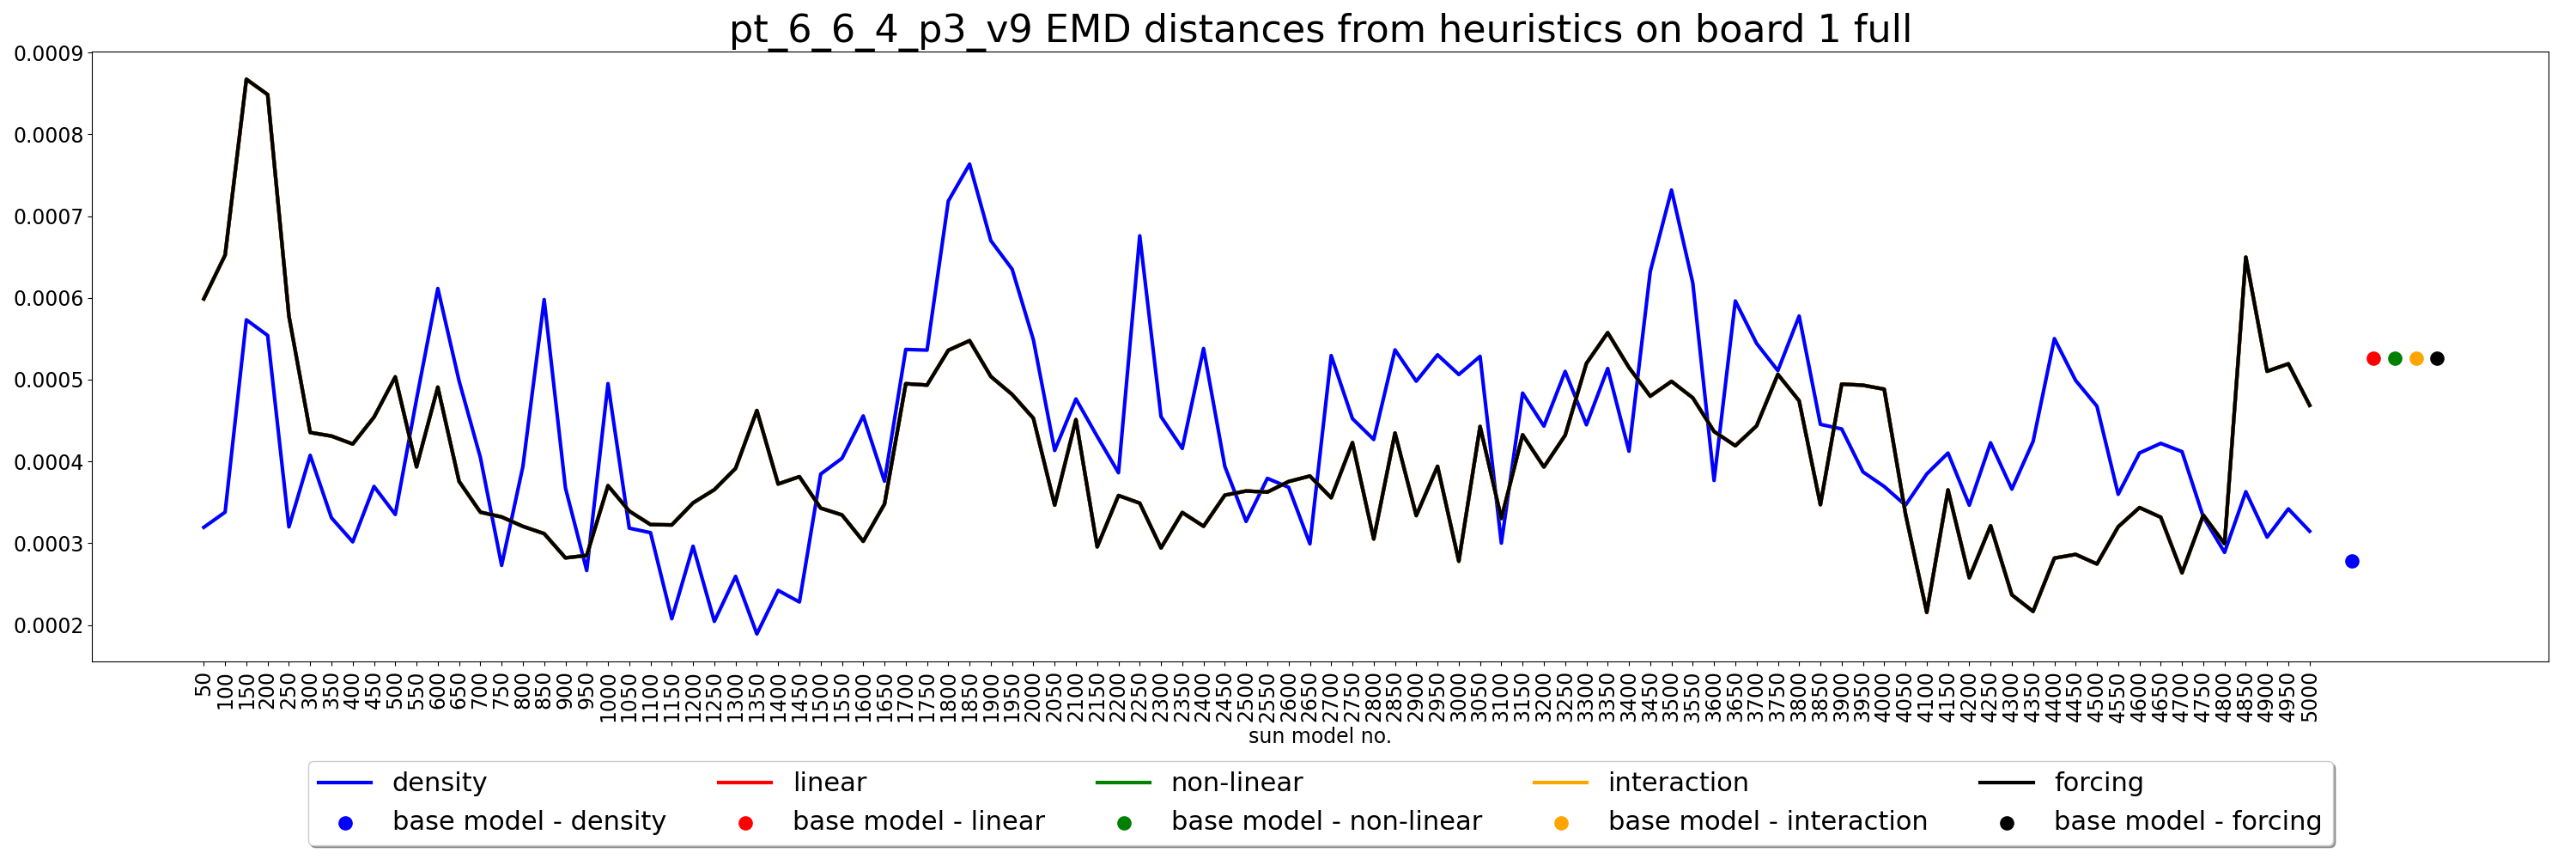 pt_6_6_4_p3_v9 EMD distances from heuristics on board 1 full
0.0009
0.0008
0.0007
0.0006
0.0005
0.0004
0.0003
0.0002
50 100 150 200 250 300 350 400 450 500 550 600 650 700 750 800 850 900 950 1000 1050 1100 1150 1200 1250 1300 1350 1400 1450 1500 1550 1600 1650 1700 1750 1800 1850 1900 1950 2000 2050 2100 2150 2200 2250 2300 2350 2400 2450 2500 2550 2600 2650 2700 2750 2800 2850 2900 2950 3000 3050 3100 3150 3200 3250 3300 3350 3400 3450 3500 3550 3600 3650 3700 3750 3800 3850 3900 3950 4000 4050 4100 4150 4200 4250 4300 4350 4400 4450 4500 4550 4600 4650 4700 4750 4800 4850 4900 4950 5000
sun model no.
density linear non-linear interaction forcing
base model - density base model - linear base model - non-linear base model - interaction base model - forcing